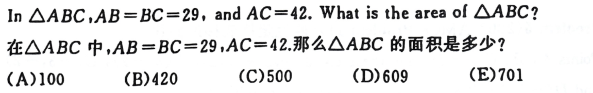 In △ABC,AB=BC=29, and AC=42. What is the area of △ABC?
在△ABC 中,AB=BC=29,AC=42.那么△ABC 的面积是多少?
(A)100 (B)420 (C)500 (D)609 (E)701